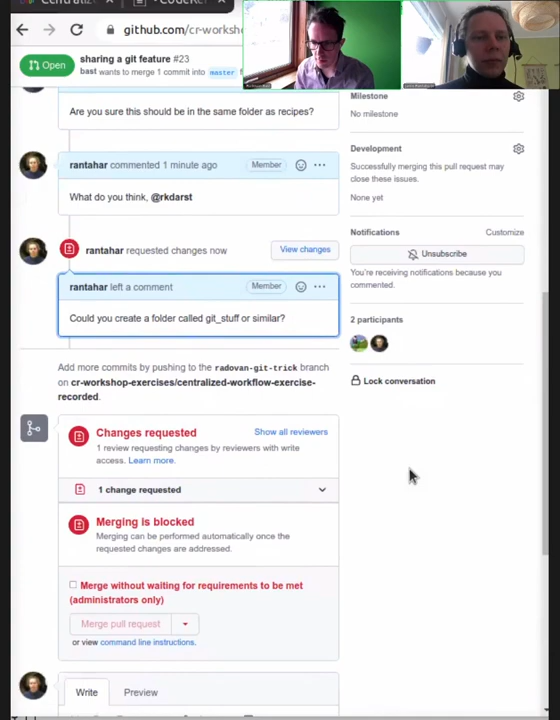 github.com/cr-worksh
Open
sharing a git feature #23
bast wants to merge 1 commit into master
Are you sure this should be in the same folder as recipes?
Milestone
No milestone
Development
Successfully merging this pull request may
close these issues.
None yet
rantahar commented 1 minute ago Member
What do you think, @rkdarst
Notifications Customize
Unsubscribe
You're receiving notifications because you
commented.
rantahar requested changes now View changes
rantahar left a comment Member
Could you create a folder called git_stuff or similar?
2 participants
Lock conversation
Add more commits by pushing to the radovan-git-trick branch
on cr-workshop-exercises/centralized-workflow-exercise-
recorded.
Changes requested Show all reviewers
1 review requesting changes by reviewers with write
access. Learn more.
1 change requested
Merging is blocked
Merging can be performed automatically once the
requested changes are addressed.
Merge without waiting for requirements to be met
(administrators only)
Merge pull request
or view command line instructions.
Write Preview